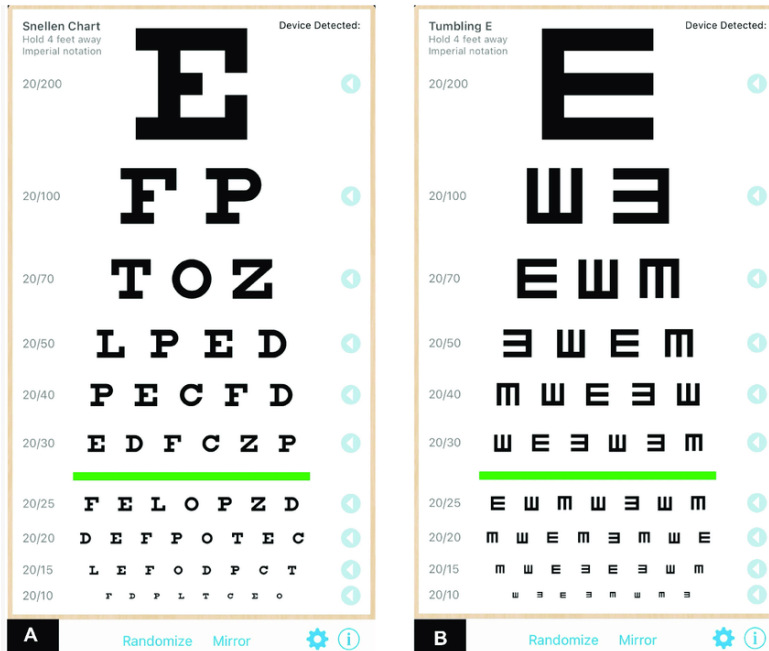 Snellen Chart
Device Detected:
Hold 4 feet away
Imperial notation
20/200
E
20/100
F P
20/70
T O Z
20/50
L P E D
20/40
P E C F D
20/30
E D F C Z P
20/25
F E L O P Z D
20/20
D E F P O T E C
20/15
L E F O D P C T
20/10
F D P L T C E O
A
Randomize Mirror
Tumbling E
Device Detected:
Hold 4 feet away
Imperial notation
20/200
E
20/100
Ш Ǝ
20/70
E Ш m
20/50
Ǝ Ш E m
20/40
m Ш E Ǝ Ш
20/30
Ш E Ǝ Ш Ǝ m
20/25
E Ш m Ш Ǝ Ш m
20/20
m Ш E m Ǝ m Ш E
20/15
m Ш E Ǝ E Ǝ Ш m
20/10
Ш Ǝ E Ǝ m Ш m Ǝ
B
Randomize Mirror